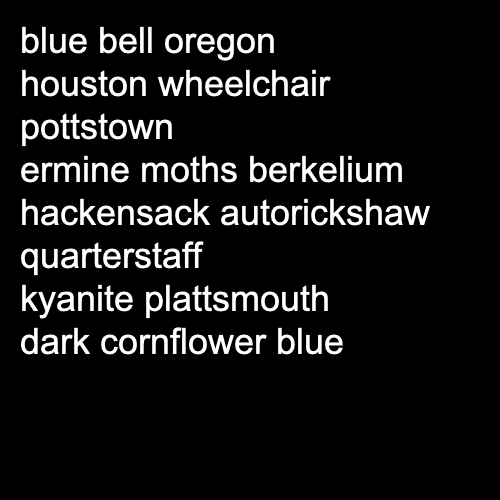 blue bell oregon
houston wheelchair
pottstown
ermine moths berkelium
hackensack autorickshaw
quarterstaff
kyanite plattsmouth
dark cornflower blue